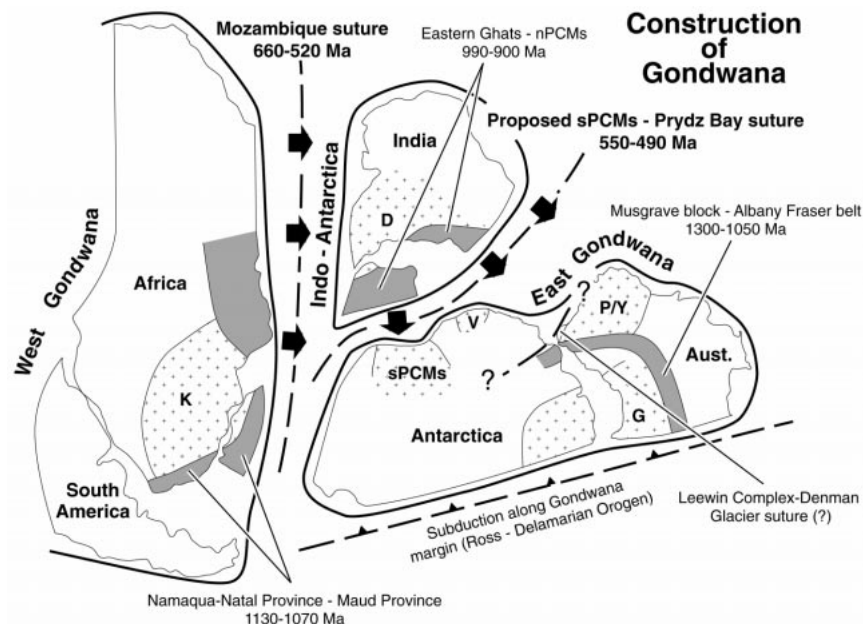 Construction
of
Gondwana
Mozambique suture
660-520 Ma
Eastern Ghats - nPCMs
990-900 Ma
Proposed sPCMs - Prydz Bay suture
550-490 Ma
Musgrave block - Albany Fraser belt
1300-1050 Ma
India
D
Indo - Antarctica
West Gondwana
Africa
K
South
America
East Gondwana
?
P/Y
V
sPCMs
?
Aust.
G
Antarctica
Leewin Complex-Denman
Glacier suture (?)
Subduction along Gondwana
margin (Ross - Delamarian Orogen)
Namaqua-Natal Province - Maud Province
1130-1070 Ma